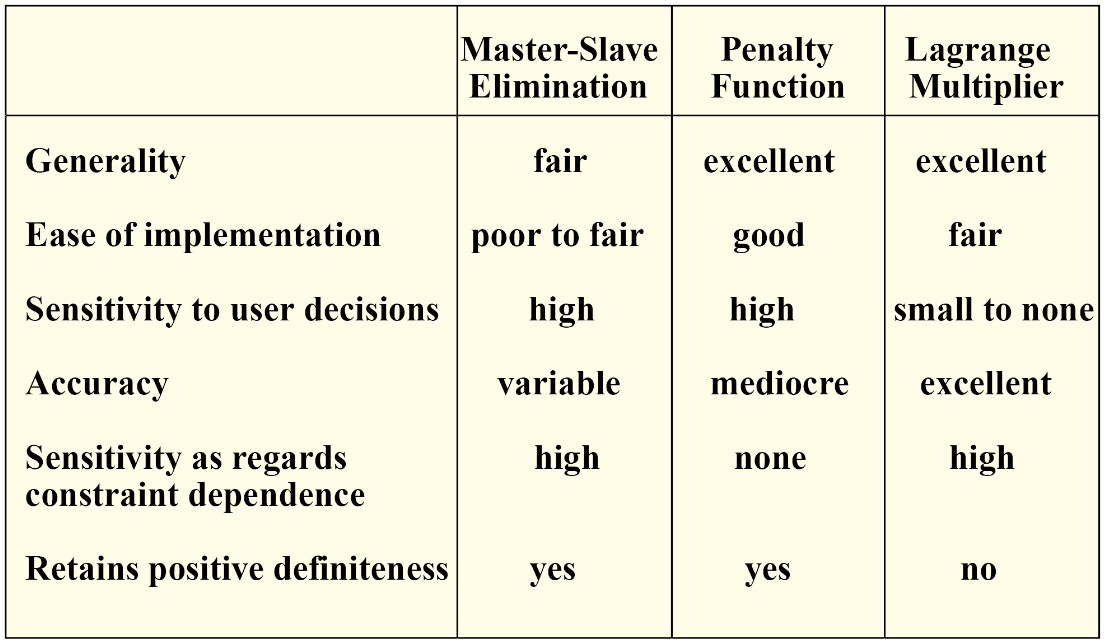 Master-Slave Elimination Penalty Function Lagrange Multiplier
Generality fair excellent excellent
Ease of implementation poor to fair good fair
Sensitivity to user decisions high high small to none
Accuracy variable mediocre excellent
Sensitivity as regards high none high
constraint dependence
Retains positive definiteness yes yes no